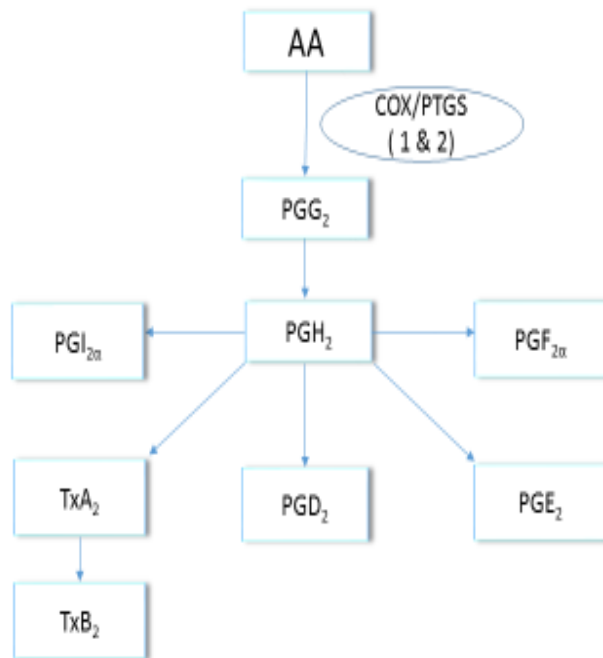 AA
COX/PTGS
( 1 & 2)
PGG₂
PGH₂
PGI₂α
PGF₂α
TxA₂
PGD₂
PGE₂
TxB₂